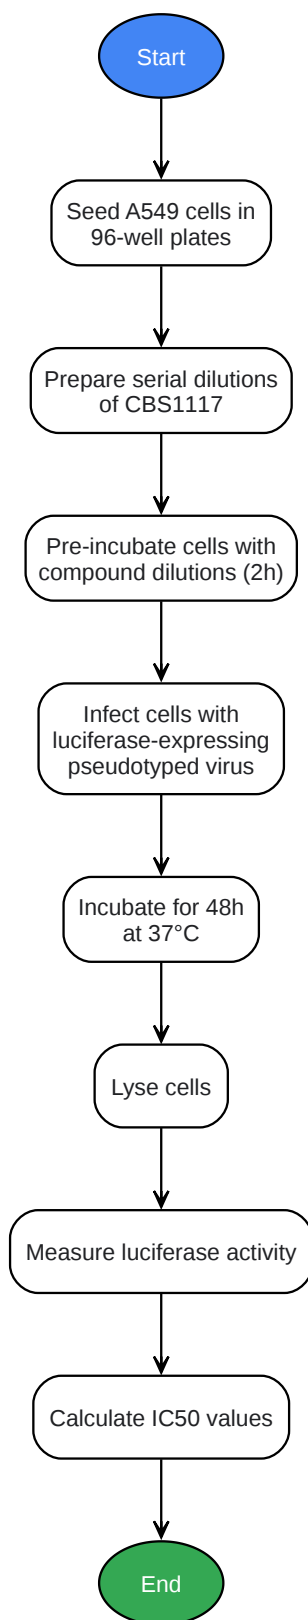 Start
Seed A549 cells in
96-well plates
Prepare serial dilutions
of CBS1117
Pre-incubate cells with
compound dilutions (2h)
Infect cells with
luciferase-expressing
pseudotyped virus
Incubate for 48h
at 37°C
Lyse cells
Measure luciferase activity
Calculate IC50 values
End